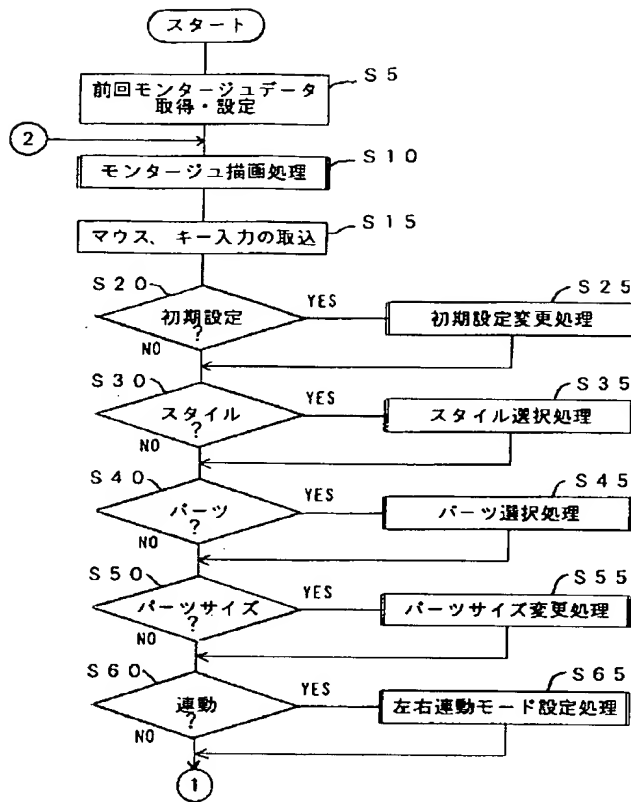 スタート
S5
前回モンタージュデータ
取得・設定
②
S10
モンタージュ描画処理
S15
マウス、キー入力の取込
S20
初期設定
?
YES
NO
S25
初期設定変更処理
S30
スタイル
?
YES
NO
S35
スタイル選択処理
S40
パーツ
?
YES
NO
S45
パーツ選択処理
S50
パーツサイズ
?
YES
NO
S55
パーツサイズ変更処理
S60
連動
?
YES
NO
S65
左右連動モード設定処理
①